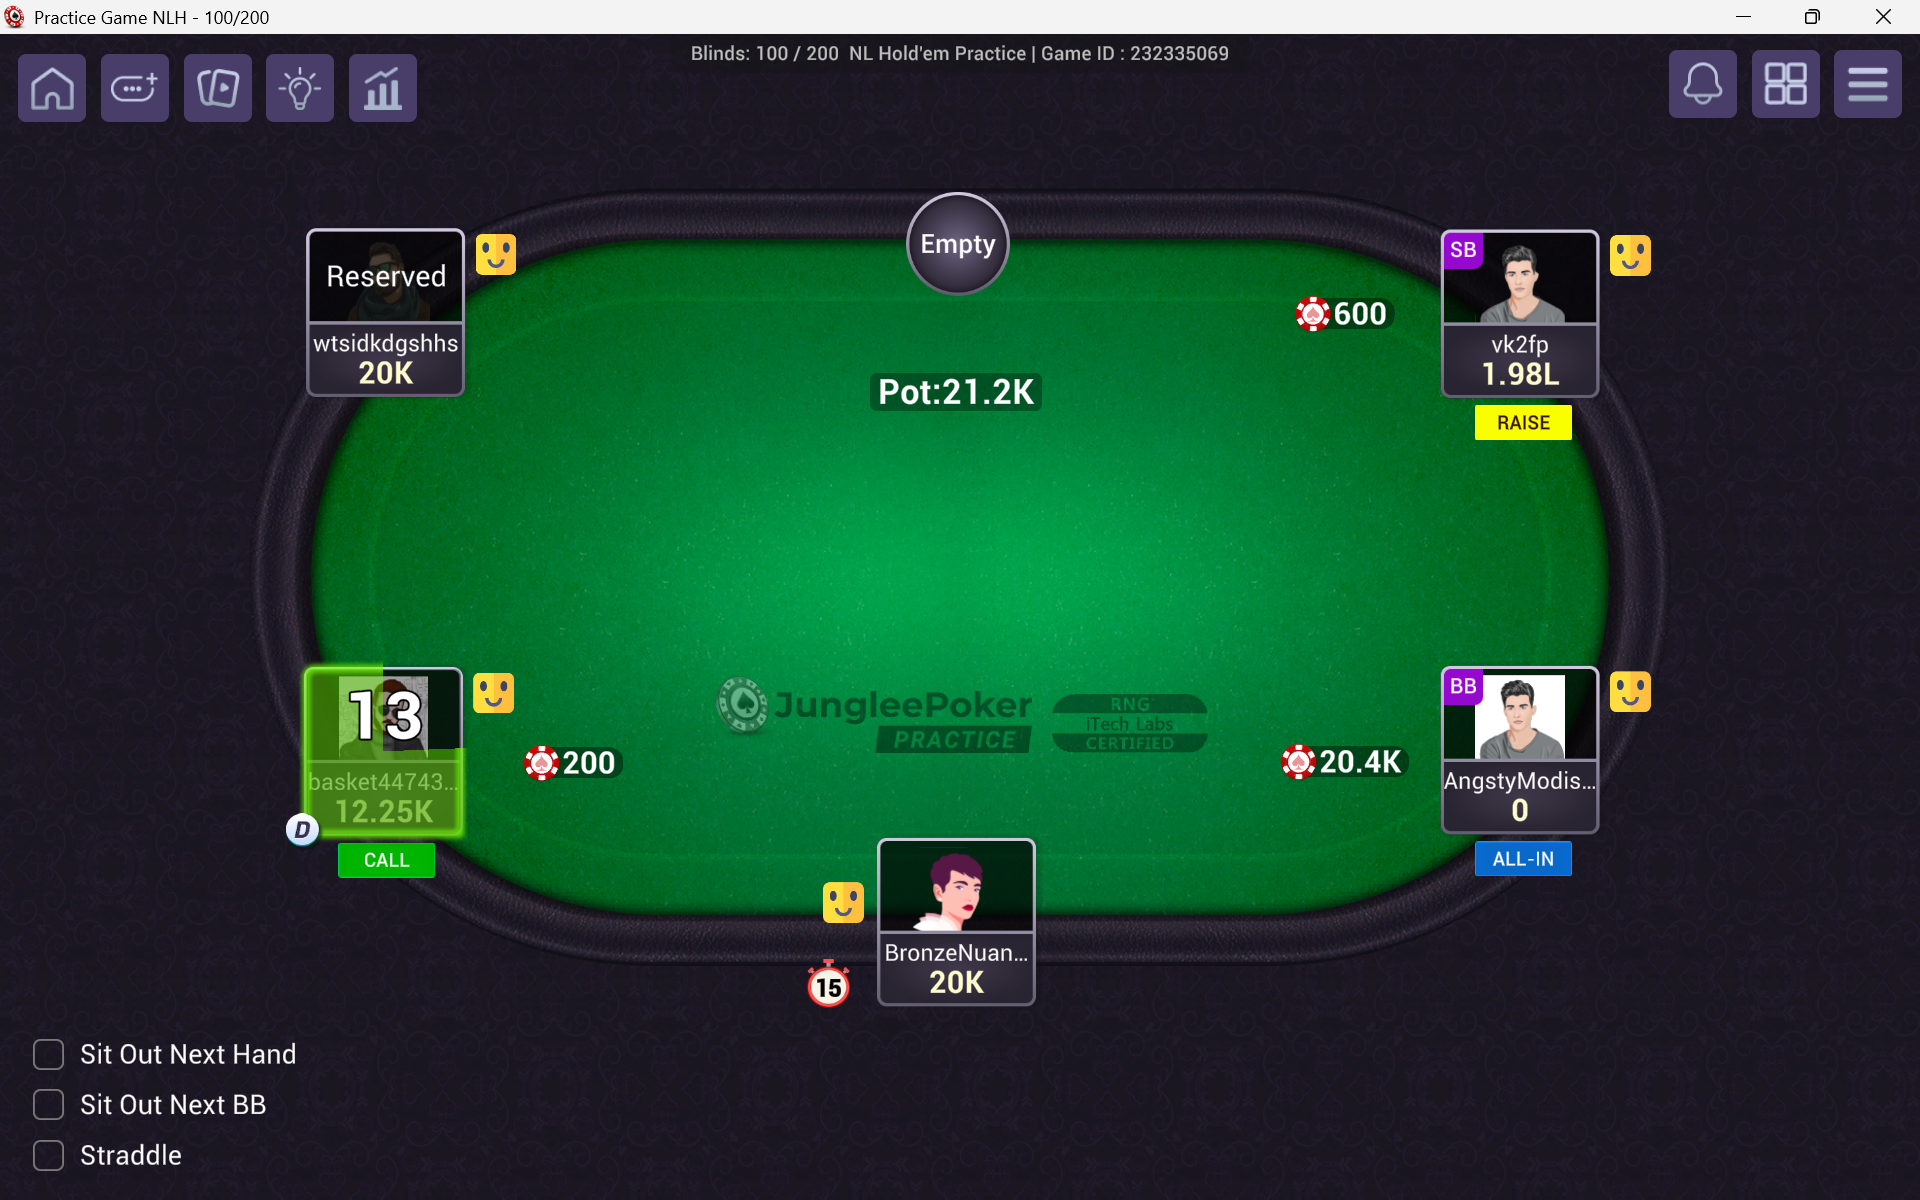 Practice Game NLH - 100/200
Blinds: 100 / 200 NL Hold'em Practice | Game ID : 232335069
Empty
Reserved
wtsidkdgshhs
20K
SB
vk2fp
1.98L
RAISE
600
Pot:21.2K
13
basket44743...
12.25K
D
CALL
200
JungleePoker
PRACTICE
RNG
iTech Labs
CERTIFIED
20.4K
BB
AngstyModis...
0
ALL-IN
BronzeNuan...
20K
15
Sit Out Next Hand
Sit Out Next BB
Straddle